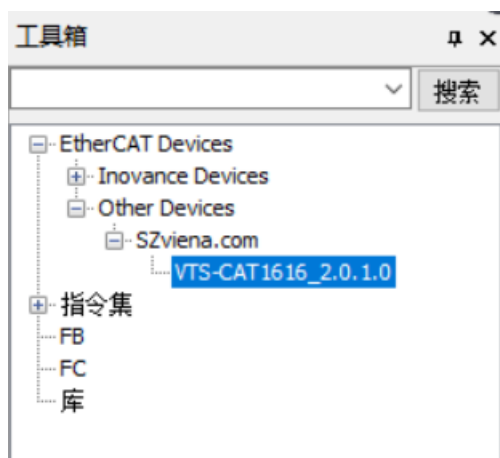 工具箱
搜索
EtherCAT Devices
Inovance Devices
Other Devices
SZviena.com
VTS-CAT1616_2.0.1.0
指令集
FB
FC
库